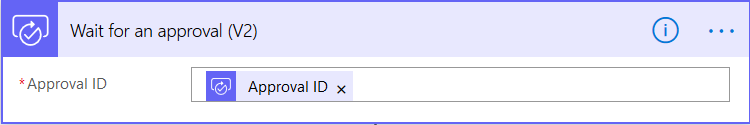 Wait for an approval (V2)
*Approval ID
Approval ID ×